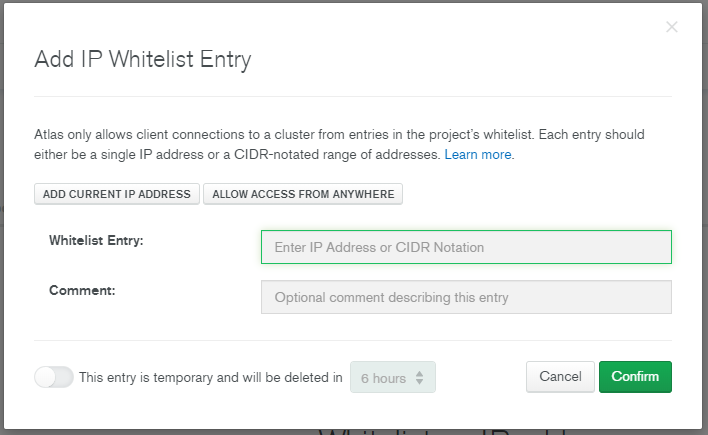 Add IP Whitelist Entry
Atlas only allows client connections to a cluster from entries in the project's whitelist. Each entry should
either be a single IP address or a CIDR-notated range of addresses. Learn more.
ADD CURRENT IP ADDRESS ALLOW ACCESS FROM ANYWHERE
Whitelist Entry: Enter IP Address or CIDR Notation
Comment: Optional comment describing this entry
This entry is temporary and will be deleted in 6 hours Cancel Confirm